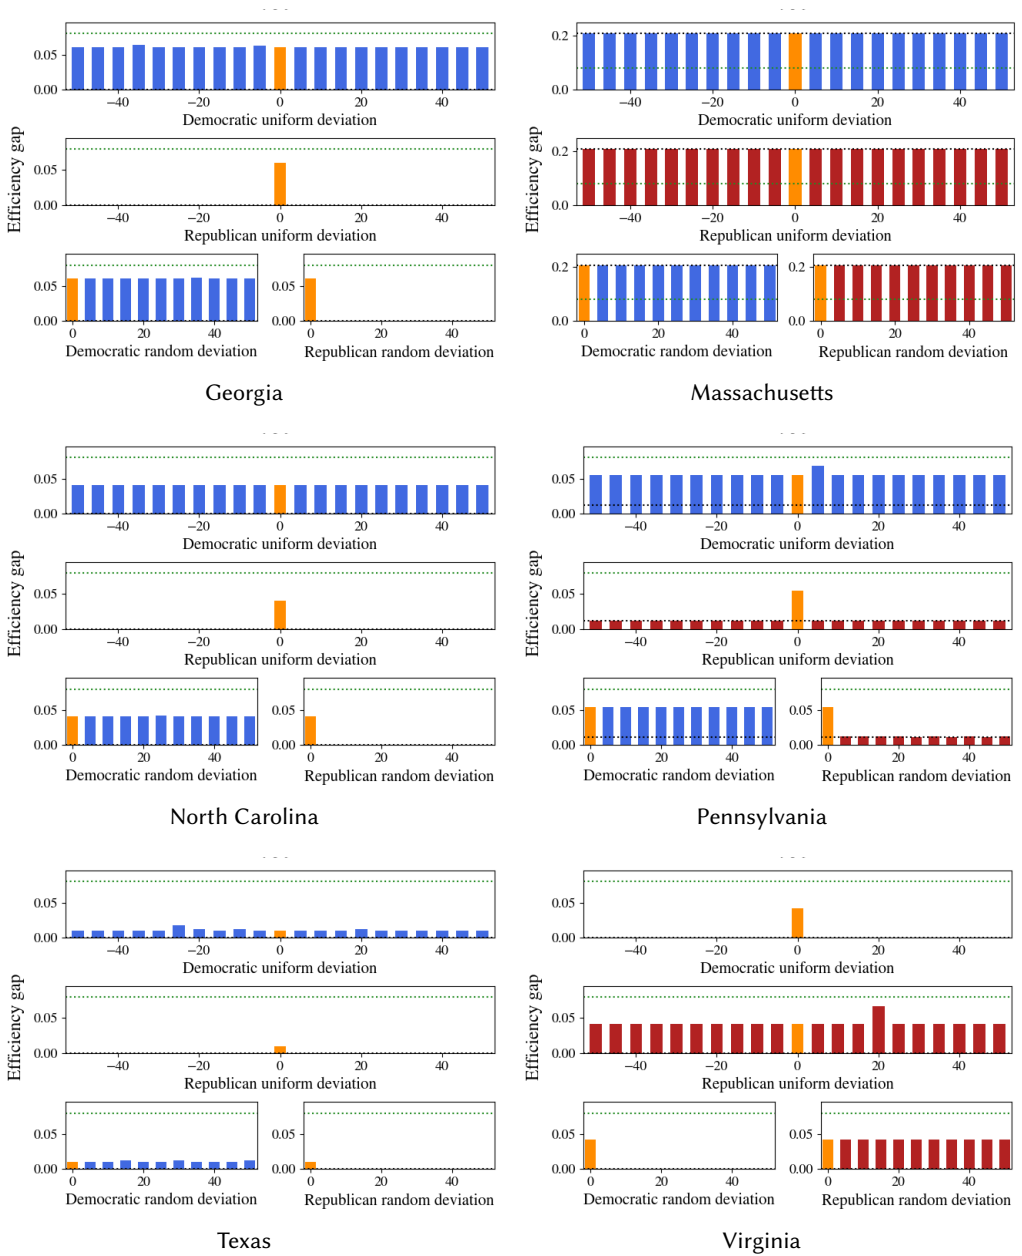 0.05
0.00
−40 −20 0 20 40
Democratic uniform deviation
0.05
0.00
−40 −20 0 20 40
Republican uniform deviation
0.05
0.00
0 20 40
Democratic random deviation
0.05
0.00
0 20 40
Republican random deviation
Efficiency gap
Georgia
0.2
0.0
−40 −20 0 20 40
Democratic uniform deviation
0.2
0.0
−40 −20 0 20 40
Republican uniform deviation
0.2
0.0
0 20 40
Democratic random deviation
0.2
0.0
0 20 40
Republican random deviation
Efficiency gap
Massachusetts
0.05
0.00
−40 −20 0 20 40
Democratic uniform deviation
0.05
0.00
−40 −20 0 20 40
Republican uniform deviation
0.05
0.00
0 20 40
Democratic random deviation
0.05
0.00
0 20 40
Republican random deviation
Efficiency gap
North Carolina
0.05
0.00
−40 −20 0 20 40
Democratic uniform deviation
0.05
0.00
−40 −20 0 20 40
Republican uniform deviation
0.05
0.00
0 20 40
Democratic random deviation
0.05
0.00
0 20 40
Republican random deviation
Efficiency gap
Pennsylvania
0.05
0.00
−40 −20 0 20 40
Democratic uniform deviation
0.05
0.00
−40 −20 0 20 40
Republican uniform deviation
0.05
0.00
0 20 40
Democratic random deviation
0.05
0.00
0 20 40
Republican random deviation
Efficiency gap
Texas
0.05
0.00
−40 −20 0 20 40
Democratic uniform deviation
0.05
0.00
−40 −20 0 20 40
Republican uniform deviation
0.05
0.00
0 20 40
Democratic random deviation
0.05
0.00
0 20 40
Republican random deviation
Efficiency gap
Virginia